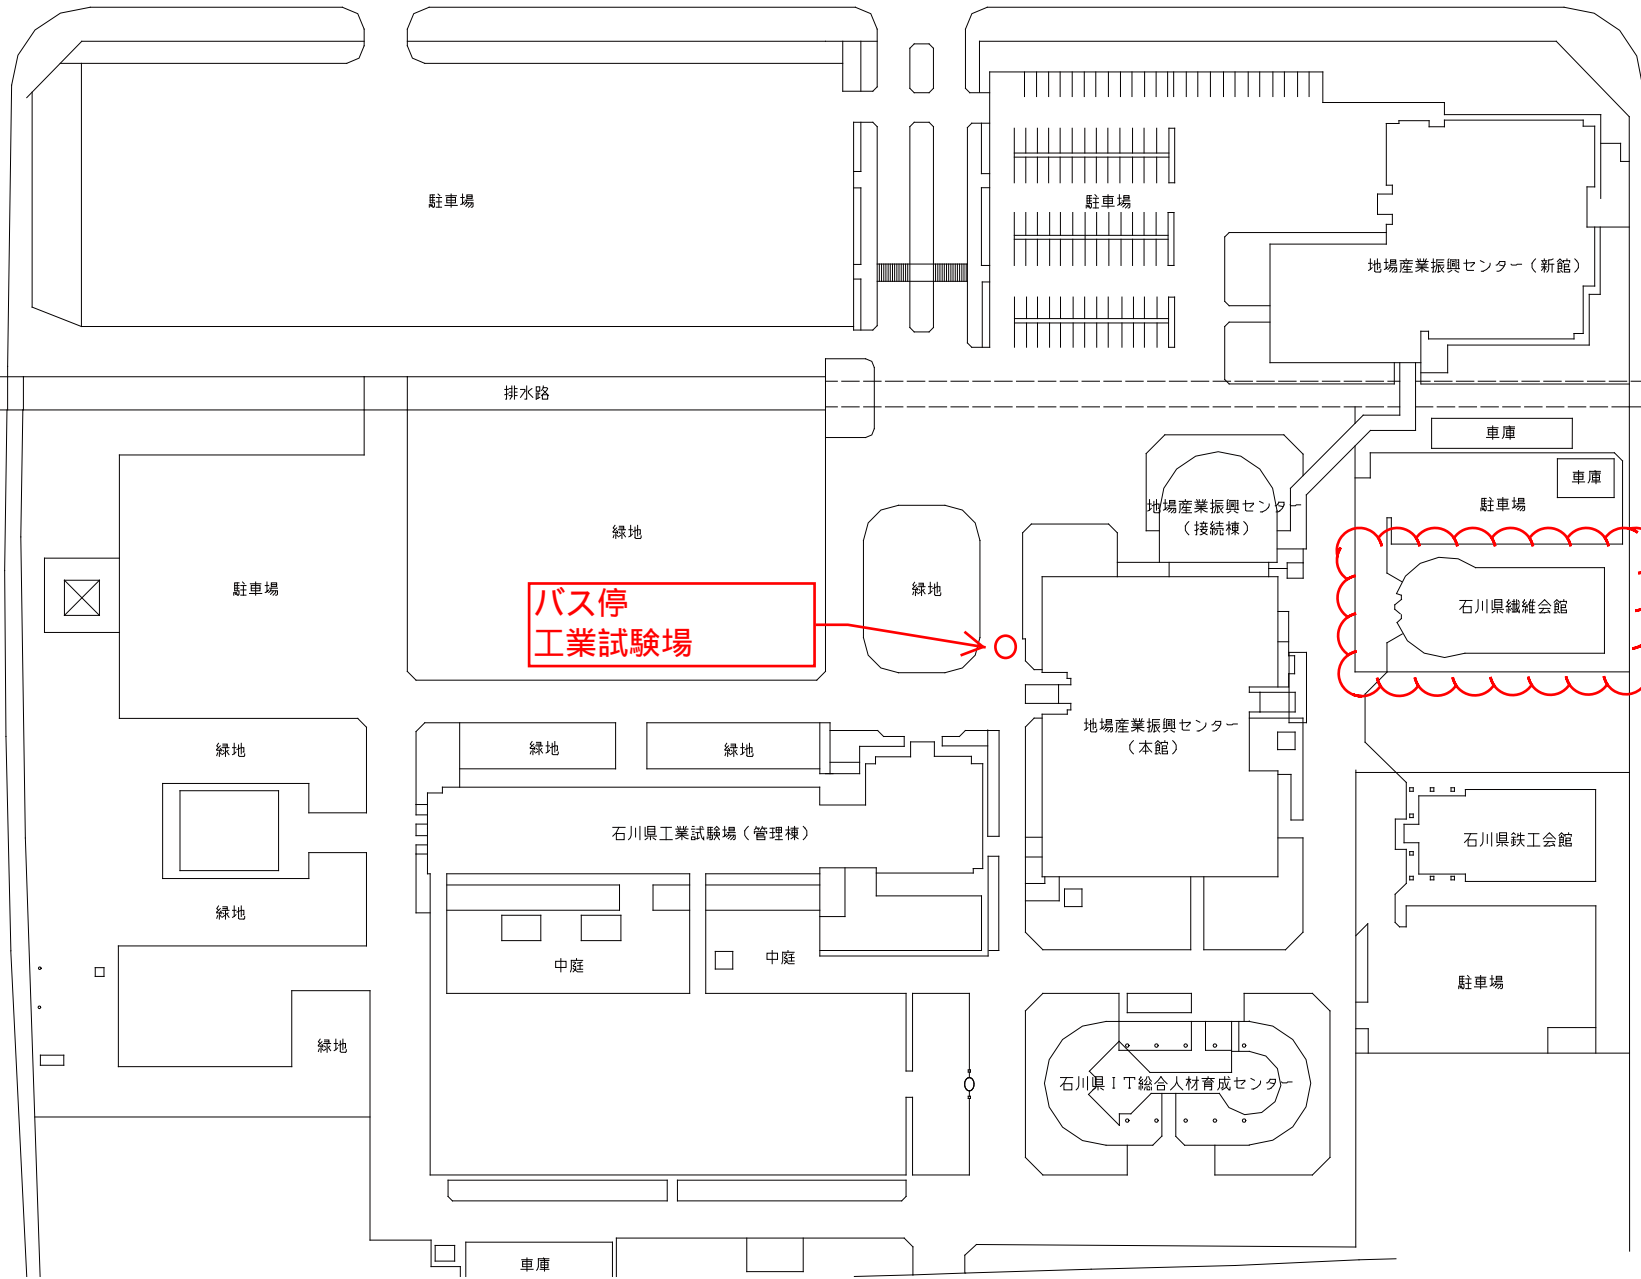 駐車場
駐車場
地場産業振興センター（新館）
排水路
車庫
車庫
駐車場
地場産業振興センター
（接続棟）
緑地
駐車場
緑地
バス停
工業試験場
石川県繊維会館
地場産業振興センター
（本館）
緑地
緑地
緑地
石川県工業試験場（管理棟）
石川県鉄工会館
緑地
中庭
中庭
駐車場
緑地
石川県ＩＴ総合人材育成センター
車庫